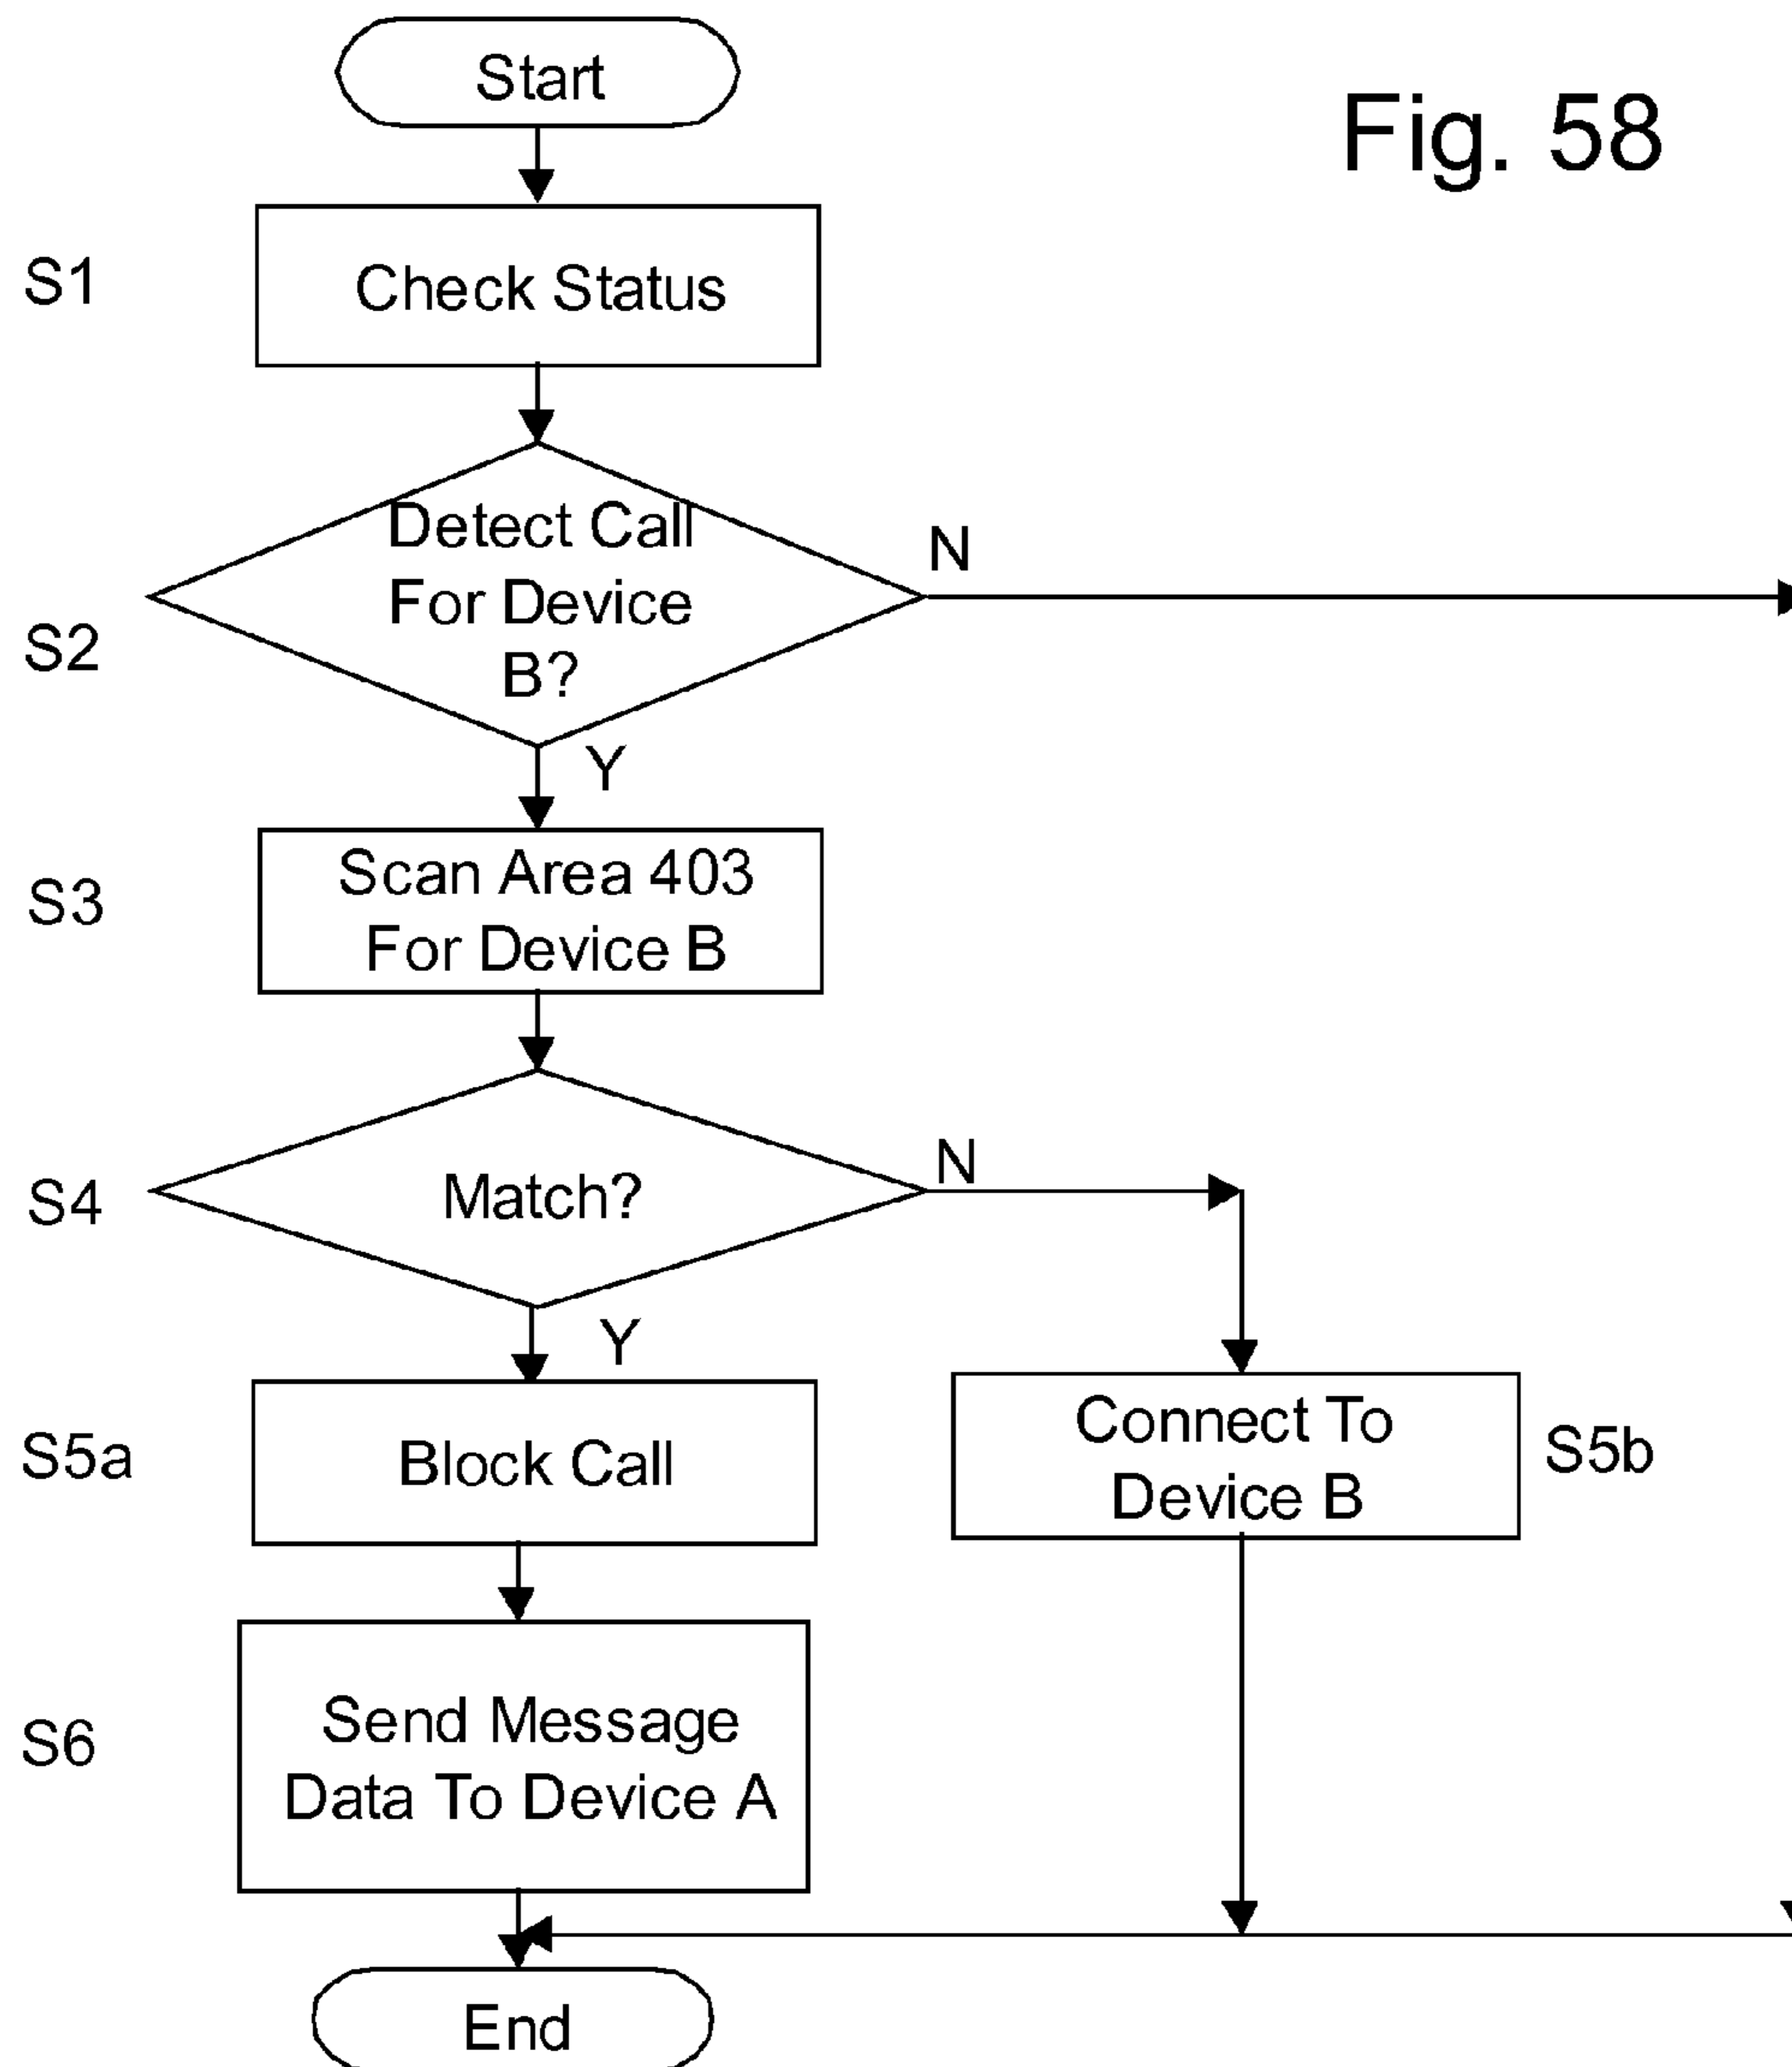 Start
Fig. 58
S1
Check Status
Detect Call
For Device
B?
N
S2
Y
S3
Scan Area 403
For Device B
S4
Match?
N
Y
S5a
Block Call
Connect To
Device B
S5b
S6
Send Message
Data To Device A
End